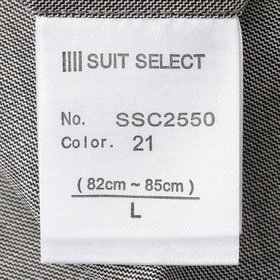 SUIT SELECT
No. SSC2550
Color. 21
( 82cm ~ 85cm )
L